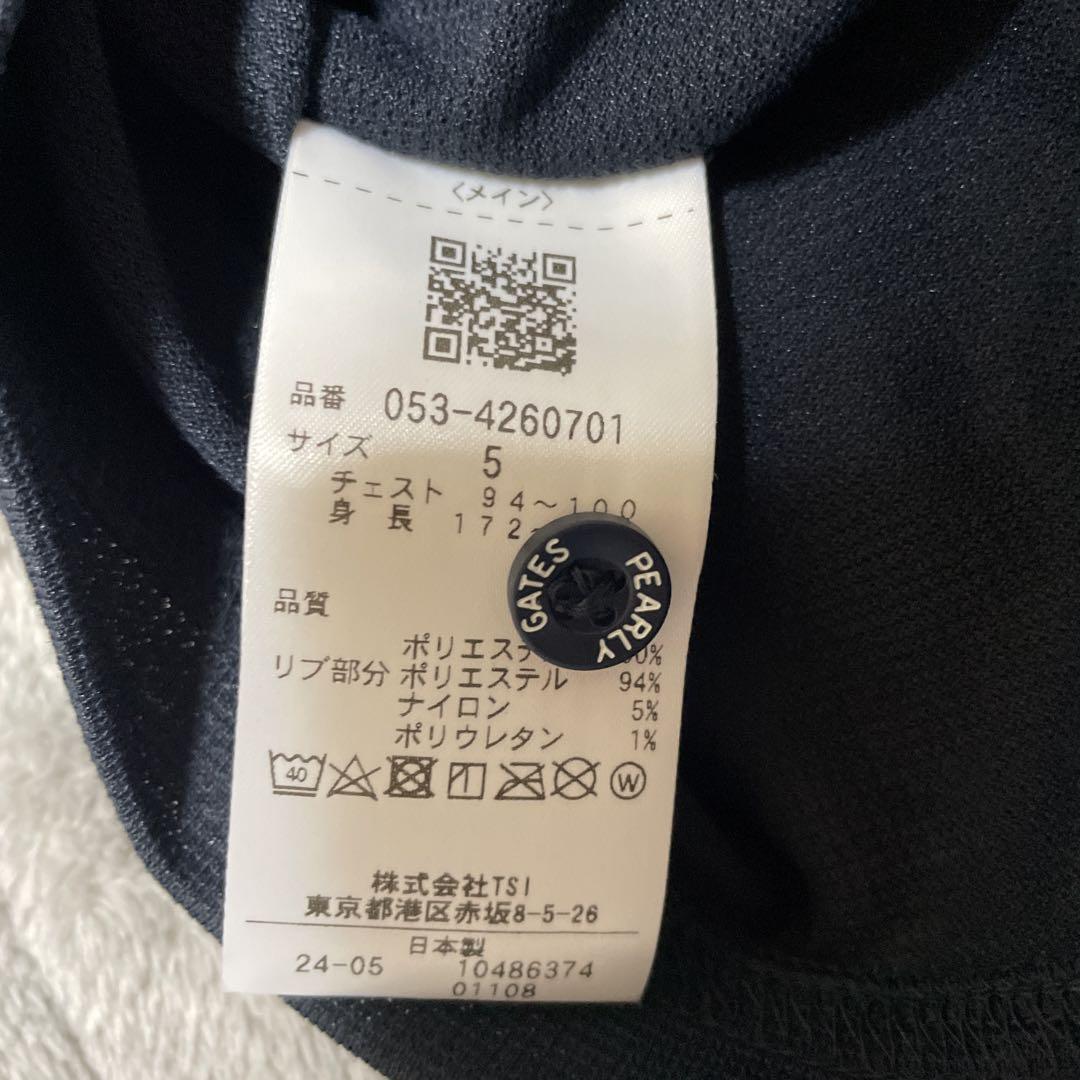 〈メイン〉
品番 053-4260701
サイズ 5
チェスト 94~100
身 長 172~
PEARLY GATES
品質
ポリエステ 0%
リブ部分 ポリエステル 94%
ナイロン 5%
ポリウレタン 1%
40
W
株式会社TSI
東京都港区赤坂8-5-26
日本製
24-05 10486374
01108